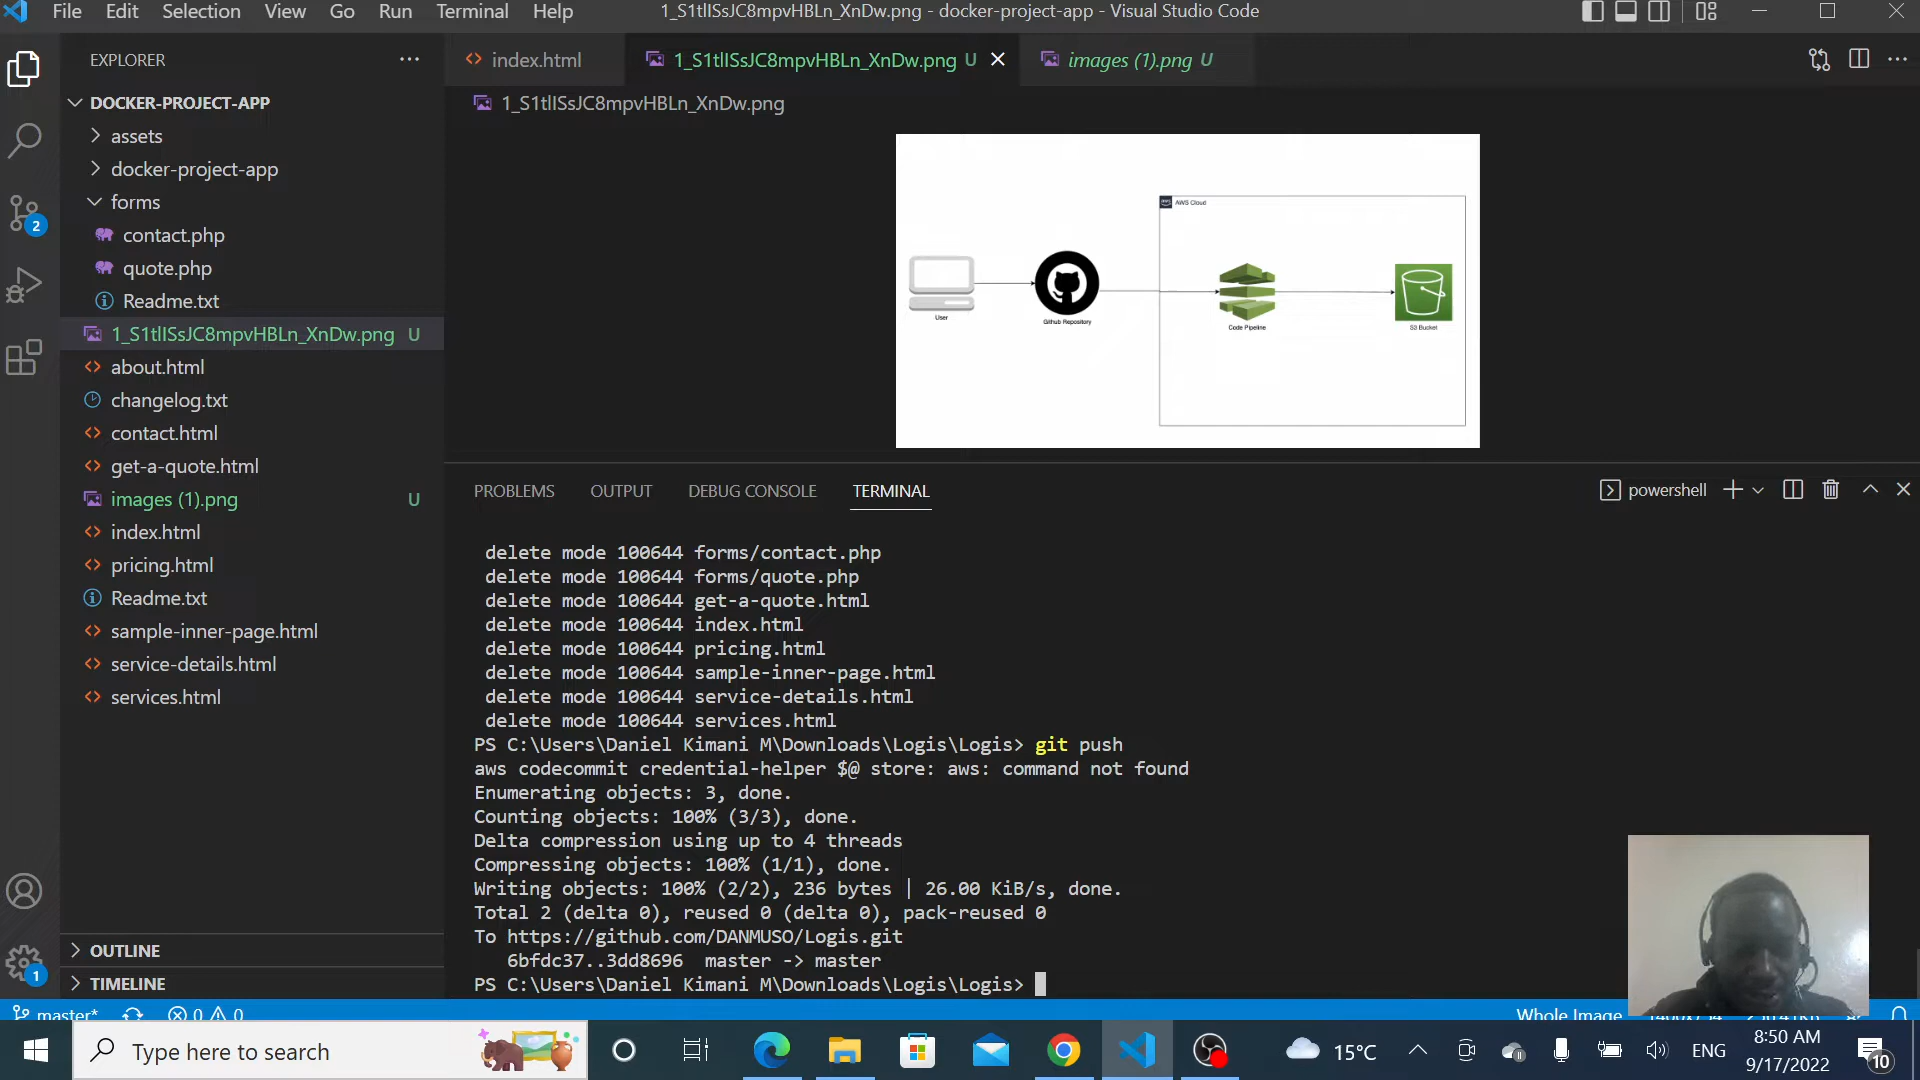 File Edit Selection View Go Run Terminal Help
1_S1tlISsJC8mpvHBLn_XnDw.png - docker-project-app - Visual Studio Code
EXPLORER
DOCKER-PROJECT-APP
assets
docker-project-app
forms
contact.php
quote.php
Readme.txt
1_S1tlISsJC8mpvHBLn_XnDw.png U
about.html
changelog.txt
contact.html
get-a-quote.html
images (1).png U
index.html
pricing.html
Readme.txt
sample-inner-page.html
service-details.html
services.html
OUTLINE
TIMELINE
2
1
index.html
1_S1tlISsJC8mpvHBLn_XnDw.png U
images (1).png U
1_S1tlISsJC8mpvHBLn_XnDw.png
aws AWS Cloud
User
Github Repository
Code Pipeline
S3 Bucket
PROBLEMS OUTPUT DEBUG CONSOLE TERMINAL
powershell
delete mode 100644 forms/contact.php
delete mode 100644 forms/quote.php
delete mode 100644 get-a-quote.html
delete mode 100644 index.html
delete mode 100644 pricing.html
delete mode 100644 sample-inner-page.html
delete mode 100644 service-details.html
delete mode 100644 services.html
PS C:\Users\Daniel Kimani M\Downloads\Logis\Logis> git push
aws codecommit credential-helper $@ store: aws: command not found
Enumerating objects: 3, done.
Counting objects: 100% (3/3), done.
Delta compression using up to 4 threads
Compressing objects: 100% (1/1), done.
Writing objects: 100% (2/2), 236 bytes | 26.00 KiB/s, done.
Total 2 (delta 0), reused 0 (delta 0), pack-reused 0
To https://github.com/DANMUSO/Logis.git
6bfdc37..3dd8696 master -> master
PS C:\Users\Daniel Kimani M\Downloads\Logis\Logis>
master* 0 0
Whole Image
Type here to search
15°C
ENG
8:50 AM
9/17/2022
10